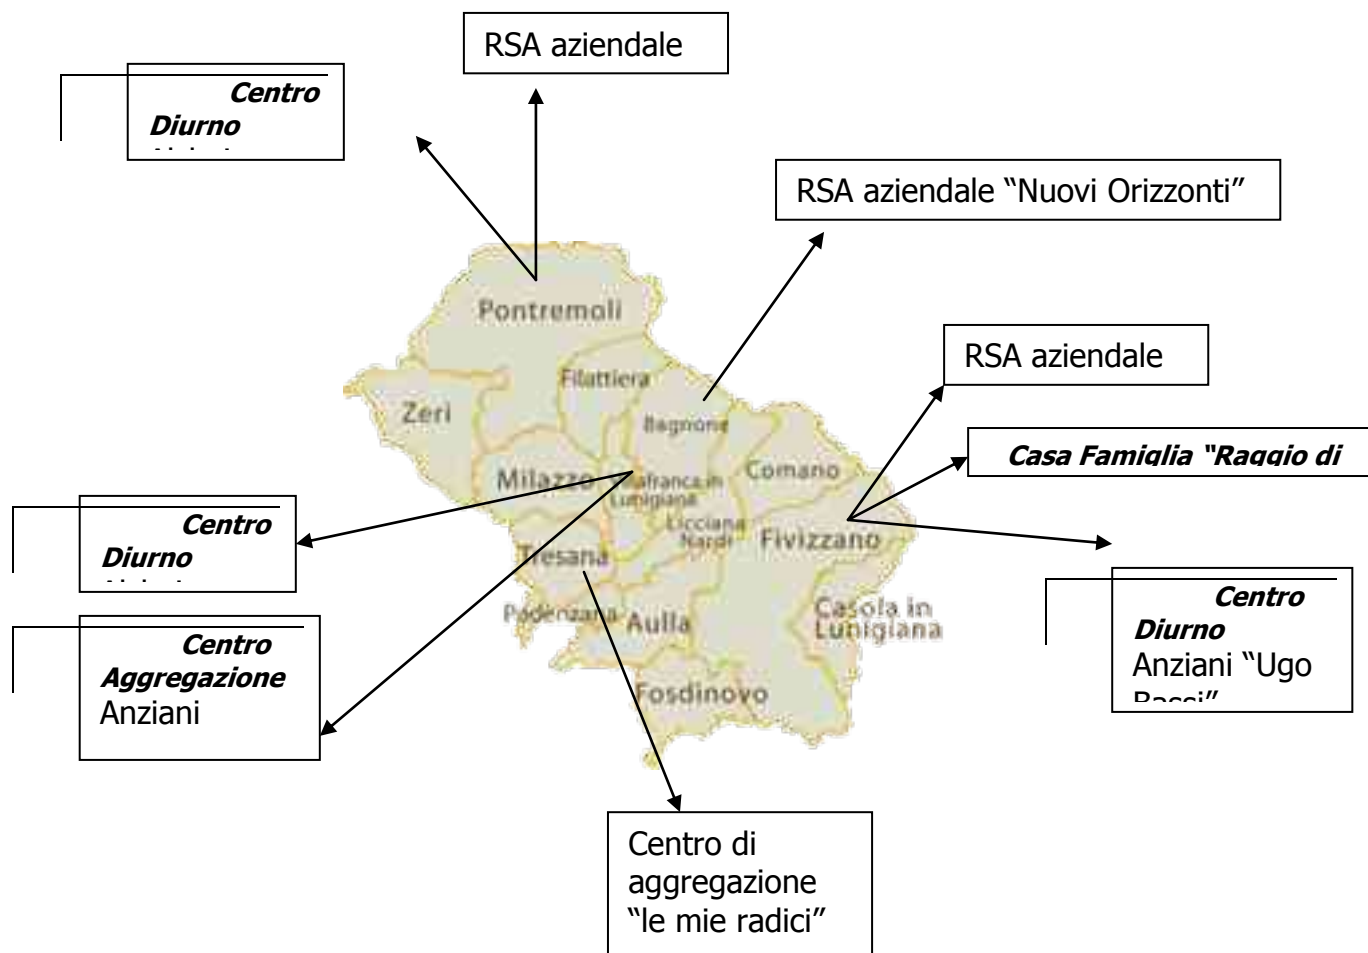 RSA aziendale
Centro
Diurno
RSA aziendale “Nuovi Orizzonti”
Pontremoli
RSA aziendale
Filattiera
Zeri
Bagnone
Casa Famiglia “Raggio di
Comano
Milazzo
Villafranca in
Lunigiana
Centro
Diurno
Licciana
Nardi
Fivizzano
Tresana
Centro
Diurno
Anziani “Ugo
Bassi”
Podenzana
Aulla
Casola in
Lunigiana
Centro
Aggregazione
Anziani
Fosdinovo
Centro di
aggregazione
“le mie radici”